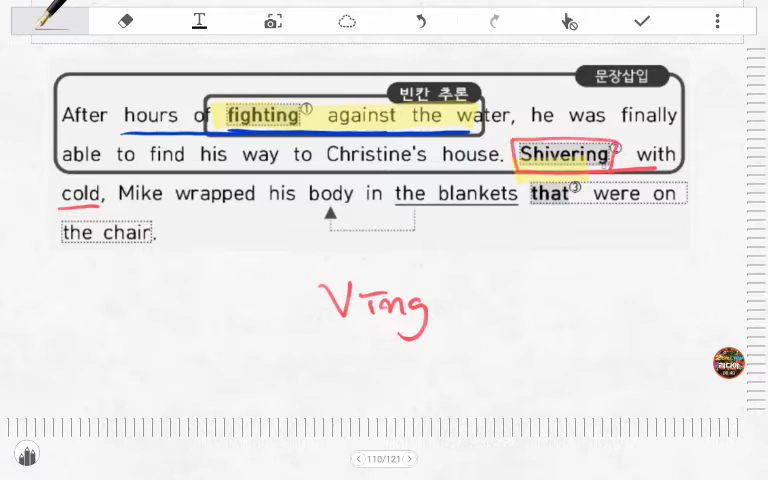 문장삽입
빈칸 추론
After hours of fighting① against the water, he was finally
able to find his way to Christine's house. Shivering② with
cold, Mike wrapped his body in the blankets that③ were on
the chair.
Ving
110/121